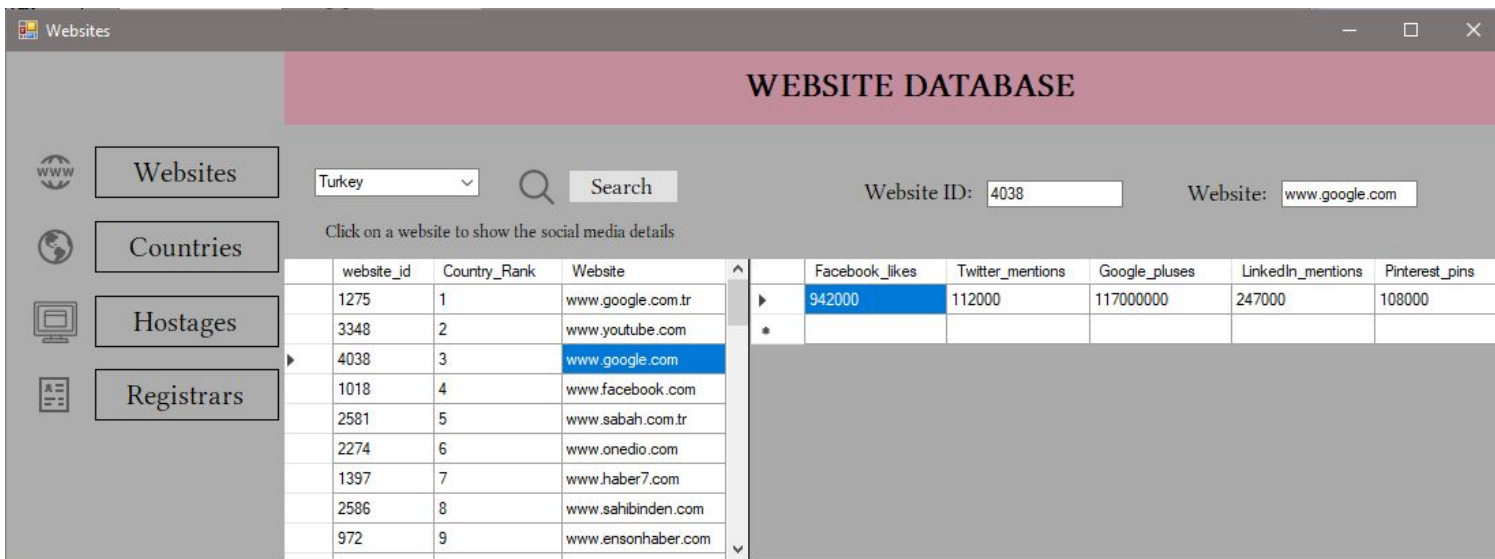 Websites
WEBSITE DATABASE
WWW
Websites
Turkey
Search
Website ID: 4038
Website: www.google.com
Click on a website to show the social media details
Countries
Hostages
Registrars
website_id Country_Rank Website
1275 1 www.google.com.tr
3348 2 www.youtube.com
4038 3 www.google.com
1018 4 www.facebook.com
2581 5 www.sabah.com.tr
2274 6 www.onedio.com
1397 7 www.haber7.com
2586 8 www.sahibinden.com
972 9 www.ensonhaber.com
Facebook_likes Twitter_mentions Google_pluses LinkedIn_mentions Pinterest_pins
942000 112000 117000000 247000 108000